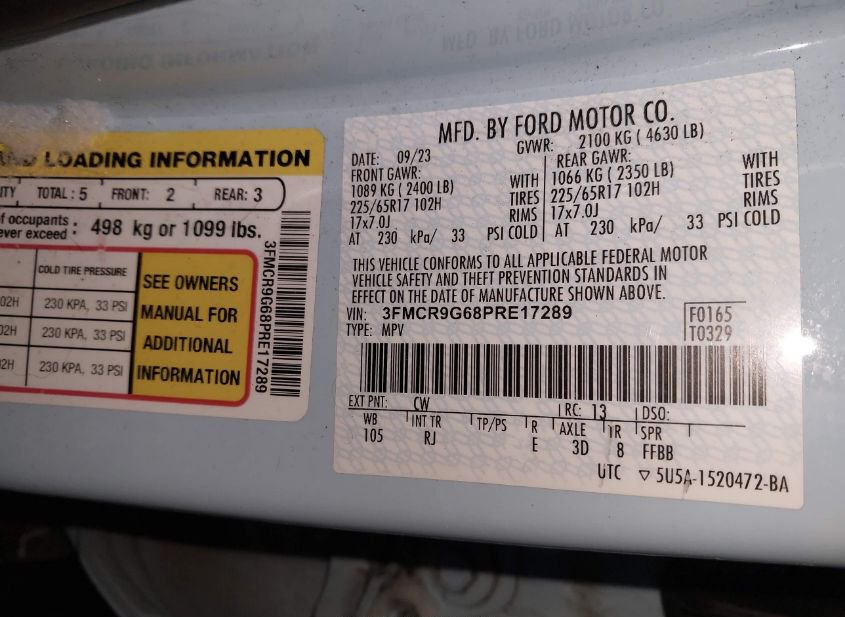 LOADING INFORMATION
TOTAL: 5 FRONT: 2 REAR: 3
of occupants
ever exceed : 498 kg or 1099 lbs.
COLD TIRE PRESSURE
02H 230 KPA, 33 PSI
02H 230 KPA, 33 PSI
2H 230 KPA, 33 PSI
SEE OWNERS
MANUAL FOR
ADDITIONAL
INFORMATION
3FMCR9G68PRE17289
MFD. BY FORD MOTOR CO.
DATE: 09/23 GVWR: 2100 KG ( 4630 LB)
FRONT GAWR: REAR GAWR:
1089 KG ( 2400 LB) WITH 1066 KG ( 2350 LB) WITH
225/65R17 102H TIRES 225/65R17 102H TIRES
17x7.0J RIMS 17x7.0J RIMS
AT 230 kPa/ 33 PSI COLD AT 230 kPa/ 33 PSI COLD
THIS VEHICLE CONFORMS TO ALL APPLICABLE FEDERAL MOTOR
VEHICLE SAFETY AND THEFT PREVENTION STANDARDS IN
EFFECT ON THE DATE OF MANUFACTURE SHOWN ABOVE.
VIN: 3FMCR9G68PRE17289 F0165
TYPE: MPV T0329
EXT PNT: CW RC: 13 DSO:
WB INT TR TP/PS R AXLE TR SPR
105 RJ E 3D 8 FFBB
UTC ▽ 5U5A-1520472-BA